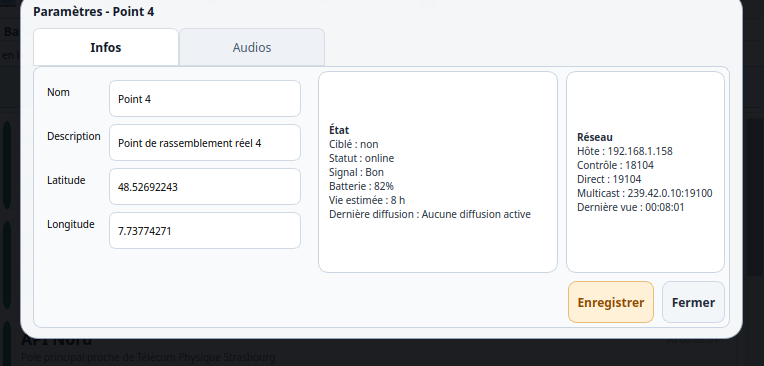 Paramètres - Point 4
Infos
Audios
Nom
Point 4
Description
Point de rassemblement réel 4
Latitude
48.52692243
Longitude
7.73774271
État
Ciblé : non
Statut : online
Signal : Bon
Batterie : 82%
Vie estimée : 8 h
Dernière diffusion : Aucune diffusion active
Réseau
Hôte : 192.168.1.158
Contrôle : 18104
Direct : 19104
Multicast : 239.42.0.10:19100
Dernière vue : 00:08:01
Enregistrer
Fermer
API Nord
Pole principal proche de Telecom Physique Strasbourg